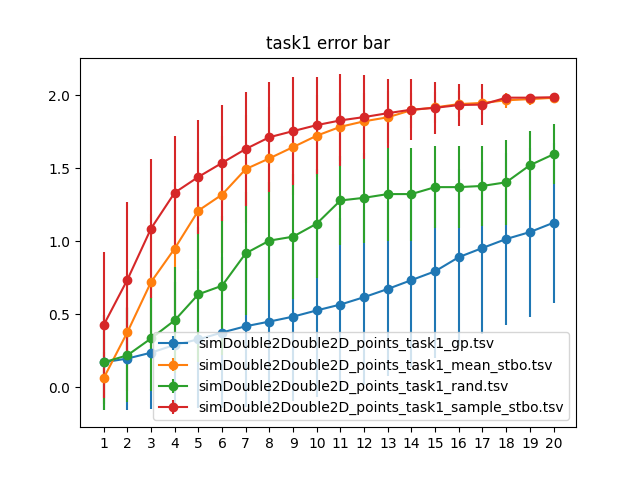 task1 error bar
2.0
1.5
1.0
0.5
0.0
simDouble2Double2D_points_task1_gp.tsv
simDouble2Double2D_points_task1_mean_stbo.tsv
simDouble2Double2D_points_task1_rand.tsv
simDouble2Double2D_points_task1_sample_stbo.tsv
1 2 3 4 5 6 7 8 9 10 11 12 13 14 15 16 17 18 19 20